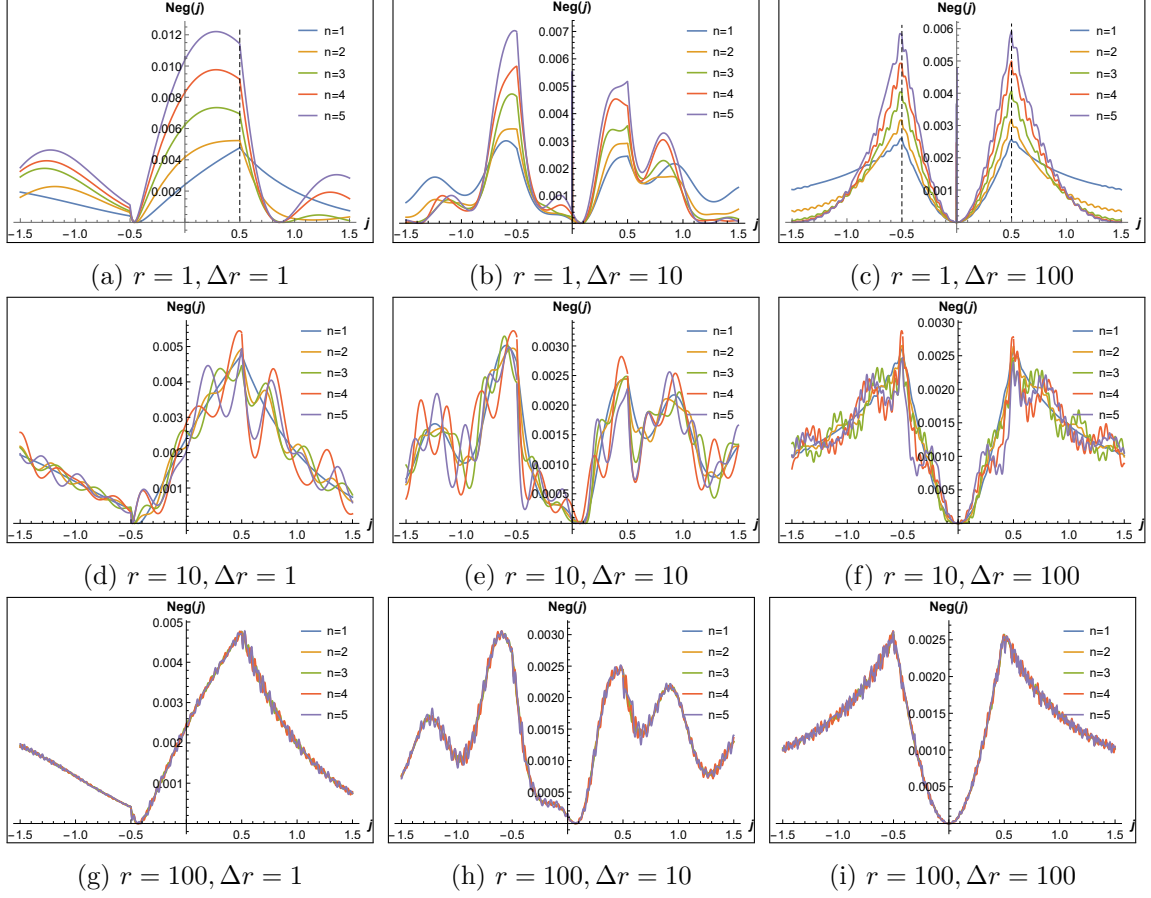 Neg(j) Neg(j) Neg(j)
0.012 0.007 0.006
0.010 0.006 0.005
0.008 0.005 0.004
0.006 0.004 0.003
0.004 0.003 0.002
0.002 0.002 0.001
0.001
n=1 n=1 n=1
n=2 n=2 n=2
n=3 n=3 n=3
n=4 n=4 n=4
n=5 n=5 n=5
−1.5 −1.0 −0.5 0.5 1.0 1.5 j −1.5 −1.0 −0.5 0.5 1.0 1.5 j −1.5 −1.0 −0.5 0.5 1.0 1.5 j
(a) r = 1, Δr = 1 (b) r = 1, Δr = 10 (c) r = 1, Δr = 100
Neg(j) Neg(j) Neg(j)
0.005 0.0030 0.0030
0.004 0.0025 0.0025
0.003 0.0020 0.0020
0.002 0.0015 0.0015
0.001 0.0010 0.0010
0.0005 0.0005
n=1 n=1 n=1
n=2 n=2 n=2
n=3 n=3 n=3
n=4 n=4 n=4
n=5 n=5 n=5
−1.5 −1.0 −0.5 0.5 1.0 1.5 j −1.5 −1.0 −0.5 0.5 1.0 1.5 j −1.5 −1.0 −0.5 0.5 1.0 1.5 j
(d) r = 10, Δr = 1 (e) r = 10, Δr = 10 (f) r = 10, Δr = 100
Neg(j) Neg(j) Neg(j)
0.005 0.0030 0.0025
0.004 0.0025 0.0020
0.003 0.0020 0.0015
0.002 0.0015 0.0010
0.001 0.0010 0.0005
0.0005
n=1 n=1 n=1
n=2 n=2 n=2
n=3 n=3 n=3
n=4 n=4 n=4
n=5 n=5 n=5
−1.5 −1.0 −0.5 0.5 1.0 1.5 j −1.5 −1.0 −0.5 0.5 1.0 1.5 j −1.5 −1.0 −0.5 0.5 1.0 1.5 j
(g) r = 100, Δr = 1 (h) r = 100, Δr = 10 (i) r = 100, Δr = 100